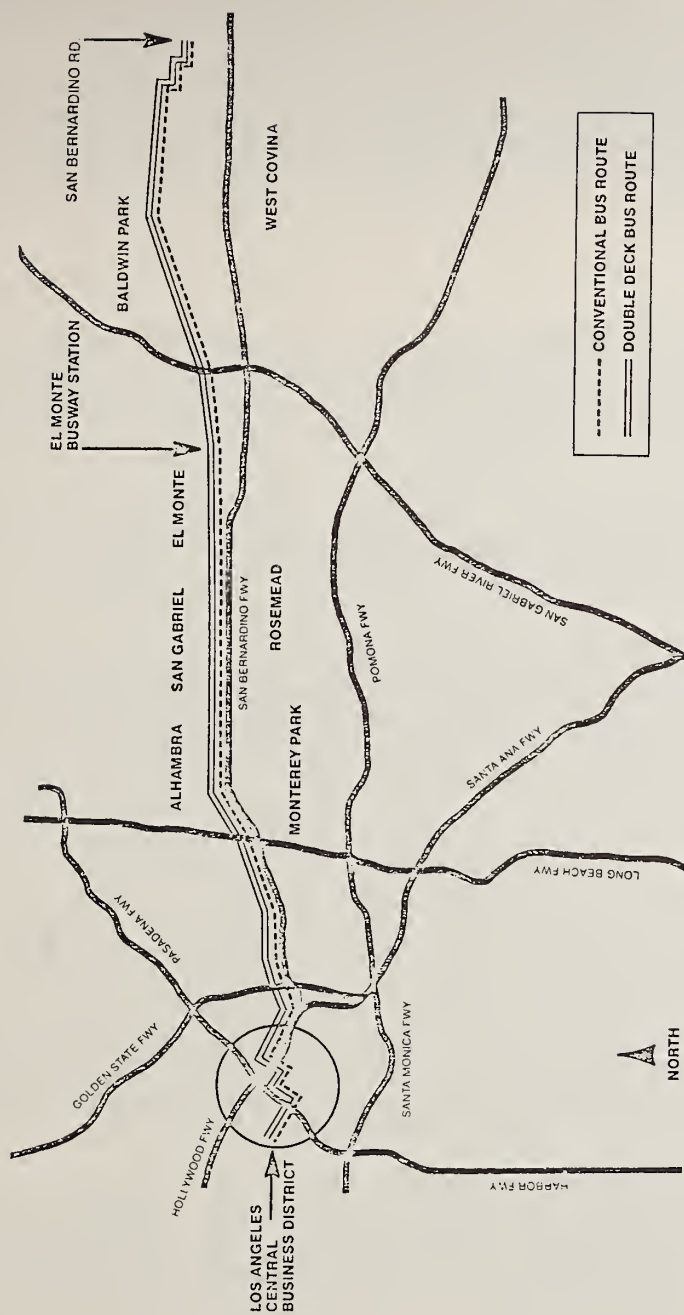 SAN BERNARDINO RD.
EL MONTE
BUSWAY STATION
BALDWIN PARK
WEST COVINA
ALHAMBRA
SAN GABRIEL
EL MONTE
SAN BERNARDINO FWY
ROSEMEAD
MONTEREY PARK
PASADENA FWY
GOLDEN STATE FWY
HOLLYWOOD FWY
LOS ANGELES
CENTRAL
BUSINESS DISTRICT
POMONA FWY
SAN GABRIEL RIVER FWY
SANTA ANA FWY
LONG BEACH FWY
SANTA MONICA FWY
HARBOR FWY
NORTH
CONVENTIONAL BUS ROUTE
DOUBLE DECK BUS ROUTE